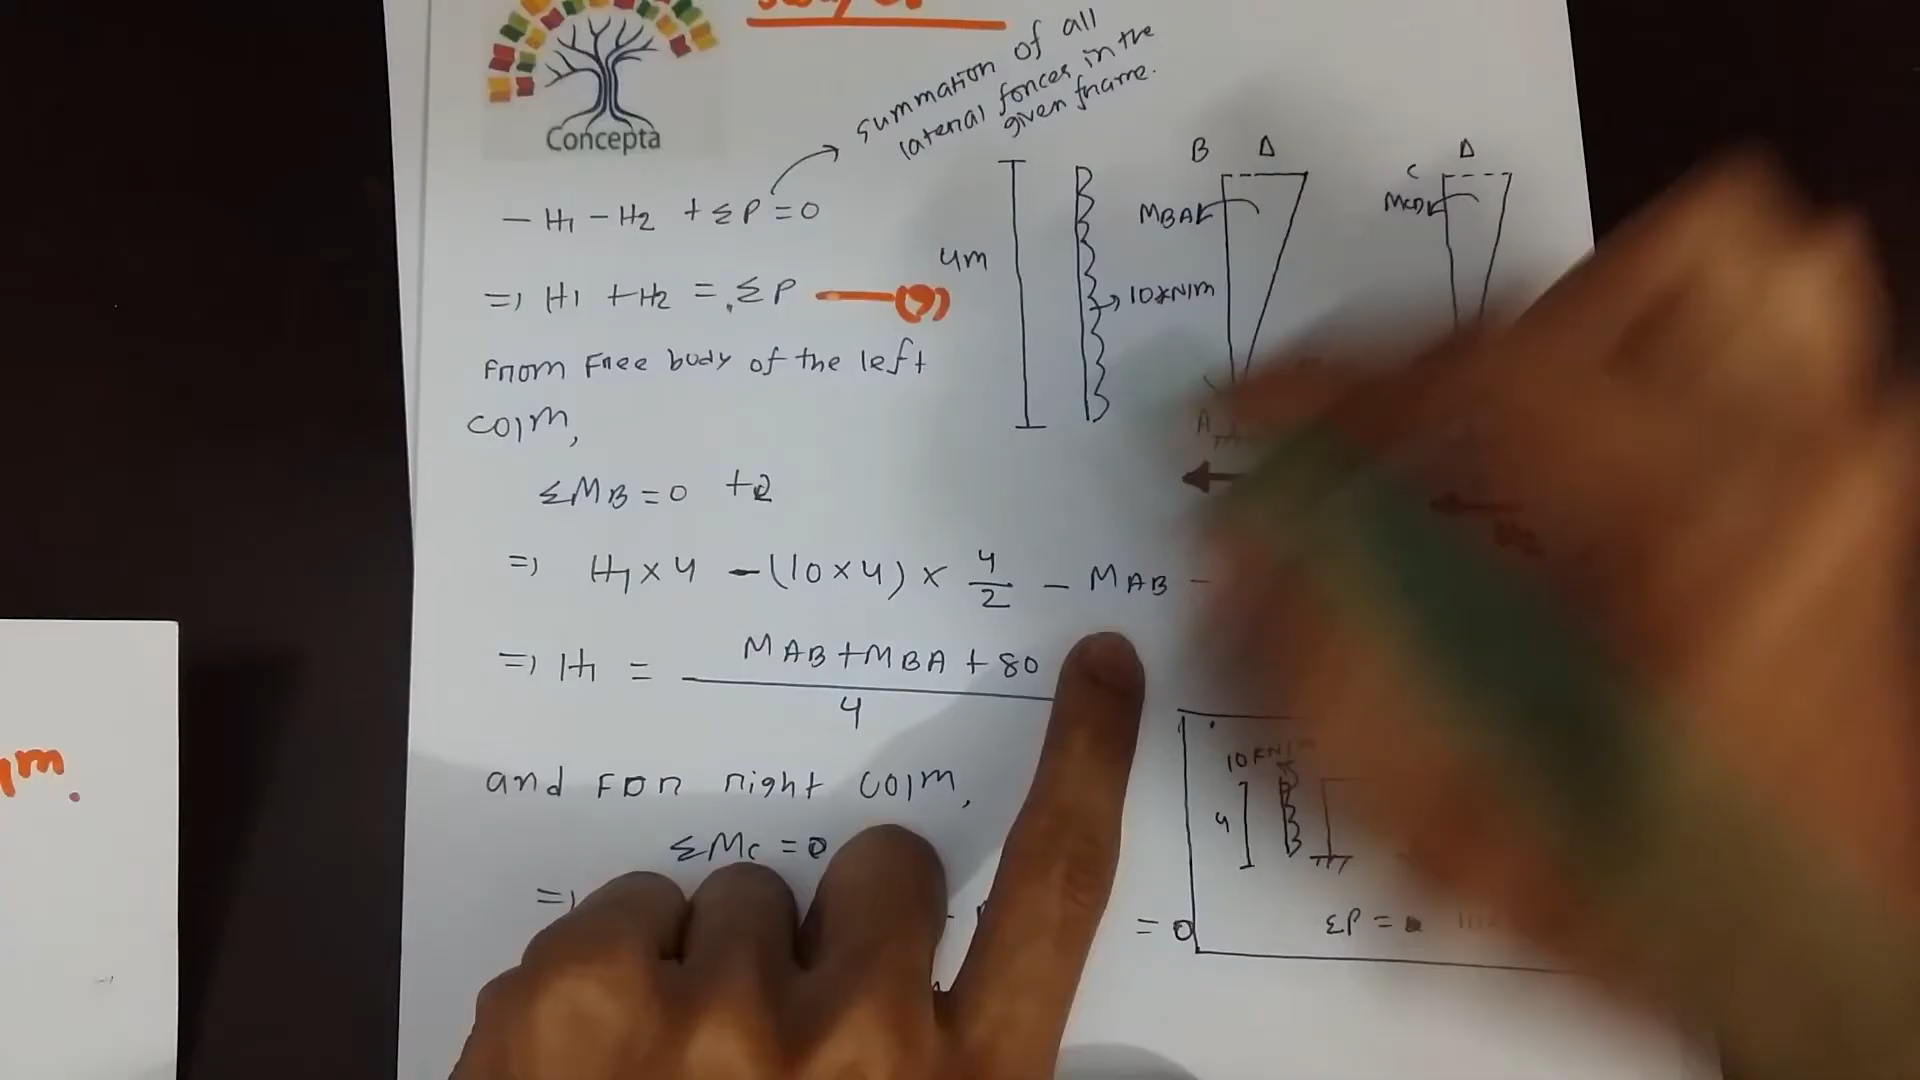 summation of all
lateral forces in the
given frame.
Concepta
- H1 - H2 + ΣP = 0
=) H1 + H2 = ΣP
From Free body of the left
colm,
ΣMB = 0 +
=) H1 × 4 - (10 × 4) × 4/2 - MAB -
=) H1 = MAB + MBA + 80
4
and FOR right colm,
ΣMc = 0
=)
= 0
4m
10 KN/m
B Δ
MBA
A
C Δ
MCD
10KN/m
4
ΣP =